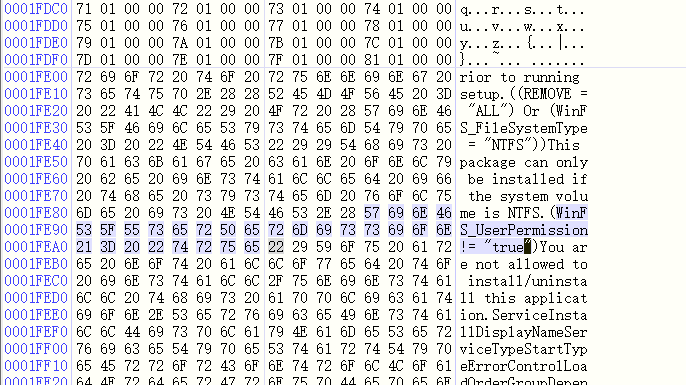 0001FDC0 71 01 00 00 72 01 00 00 73 01 00 00 74 01 00 00 q...r...s...t...
0001FDD0 75 01 00 00 76 01 00 00 77 01 00 00 78 01 00 00 u...v...w...x...
0001FDE0 79 01 00 00 7A 01 00 00 7B 01 00 00 7C 01 00 00 y...z...{...|...
0001FDF0 7D 01 00 00 7E 01 00 00 7F 01 00 00 81 01 00 00 }...~... .......
0001FE00 72 69 6F 72 20 74 6F 20 72 75 6E 6E 69 6E 67 20 rior to running
0001FE10 73 65 74 75 70 2E 28 28 52 45 4D 4F 56 45 20 3D setup.((REMOVE =
0001FE20 20 22 41 4C 4C 22 29 20 4F 72 20 28 57 69 6E 46 "ALL") Or (WinF
0001FE30 53 5F 46 69 6C 65 53 79 73 74 65 6D 54 79 70 65 S_FileSystemType
0001FE40 20 3D 20 22 4E 54 46 53 22 29 29 54 68 69 73 20 = "NTFS"))This
0001FE50 70 61 63 6B 61 67 65 20 63 61 6E 20 6F 6E 6C 79 package can only
0001FE60 20 62 65 20 69 6E 73 74 61 6C 6C 65 64 20 69 66 be installed if
0001FE70 20 74 68 65 20 73 79 73 74 65 6D 20 76 6F 6C 75 the system volu
0001FE80 6D 65 20 69 73 20 4E 54 46 53 2E 28 57 69 6E 46 me is NTFS.(WinF
0001FE90 53 5F 55 73 65 72 50 65 72 6D 69 73 73 69 6F 6E S_UserPermission
0001FEA0 21 3D 20 22 74 72 75 65 22 29 59 6F 75 20 61 72 != "true")You ar
0001FEB0 65 20 6E 6F 74 20 61 6C 6C 6F 77 65 64 20 74 6F e not allowed to
0001FEC0 20 69 6E 73 74 61 6C 6C 2F 75 6E 69 6E 73 74 61 install/uninsta
0001FED0 6C 6C 20 74 68 69 73 20 61 70 70 6C 69 63 61 74 ll this applicat
0001FEE0 69 6F 6E 2E 53 65 72 76 69 63 65 49 6E 73 74 61 ion.ServiceInsta
0001FEF0 6C 6C 44 69 73 70 6C 61 79 4E 61 6D 65 53 65 72 llDisplayNameSer
0001FF00 76 69 63 65 54 79 70 65 53 74 61 72 74 54 79 70 viceTypeStartTyp
0001FF10 65 45 72 72 6F 72 43 6F 6E 74 72 6F 6C 4C 6F 61 eErrorControlLoa
0001FF20 64 4F 72 64 65 72 47 72 6F 75 70 44 65 70 65 6E dOrderGroupDepen